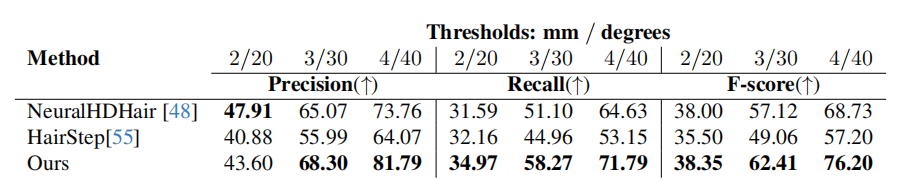 Thresholds: mm / degrees
Method 2/20 3/30 4/40 2/20 3/30 4/40 2/20 3/30 4/40
Precision(↑) Recall(↑) F-score(↑)
NeuralHDHair [48] 47.91 65.07 73.76 31.59 51.10 64.63 38.00 57.12 68.73
HairStep[55] 40.88 55.99 64.07 32.16 44.96 53.15 35.50 49.06 57.20
Ours 43.60 68.30 81.79 34.97 58.27 71.79 38.35 62.41 76.20